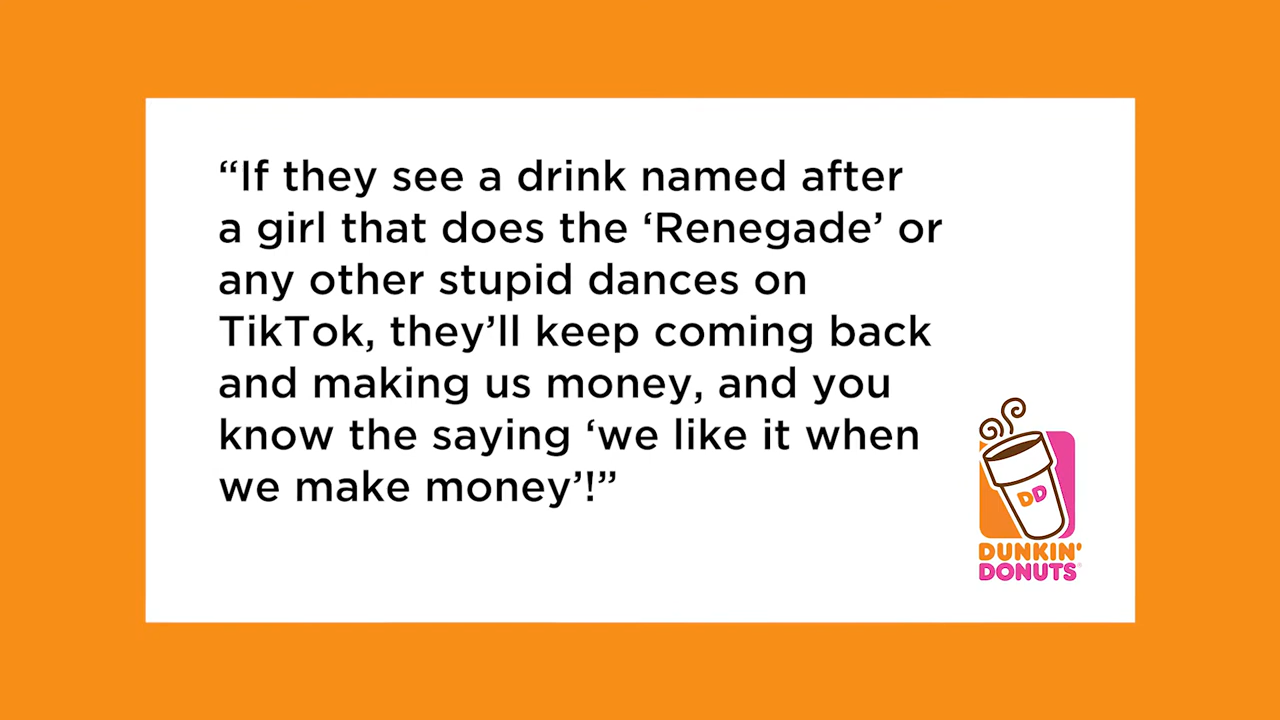 “If they see a drink named after
a girl that does the ‘Renegade’ or
any other stupid dances on
TikTok, they’ll keep coming back
and making us money, and you
know the saying ‘we like it when
we make money’!”
DD
DUNKIN'
DONUTS